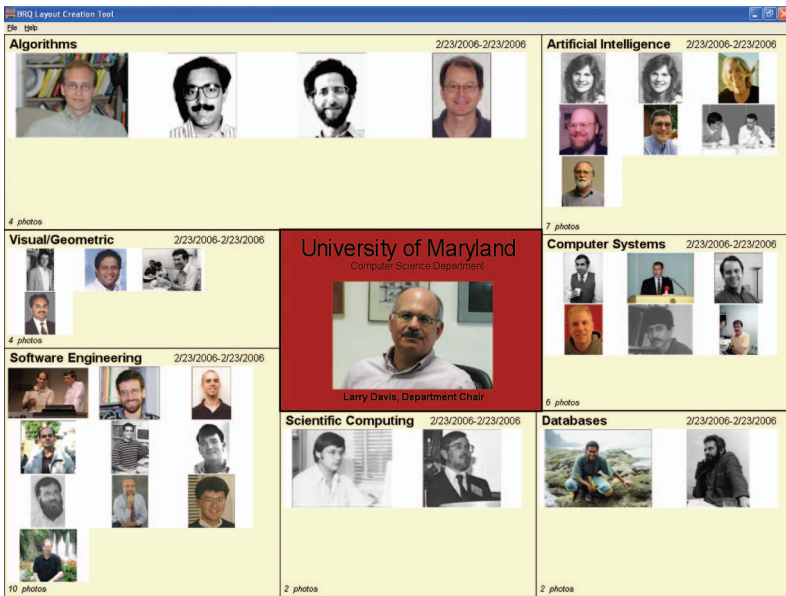 BRQ Layout Creation Tool
File Help
Algorithms 2/23/2006-2/23/2006
4 photos
Artificial Intelligence 2/23/2006-2/23/2006
7 photos
Visual/Geometric 2/23/2006-2/23/2006
4 photos
University of Maryland
Computer Science Department
Larry Davis, Department Chair
Computer Systems 2/23/2006-2/23/2006
6 photos
Software Engineering 2/23/2006-2/23/2006
10 photos
Scientific Computing 2/23/2006-2/23/2006
2 photos
Databases 2/23/2006-2/23/2006
2 photos